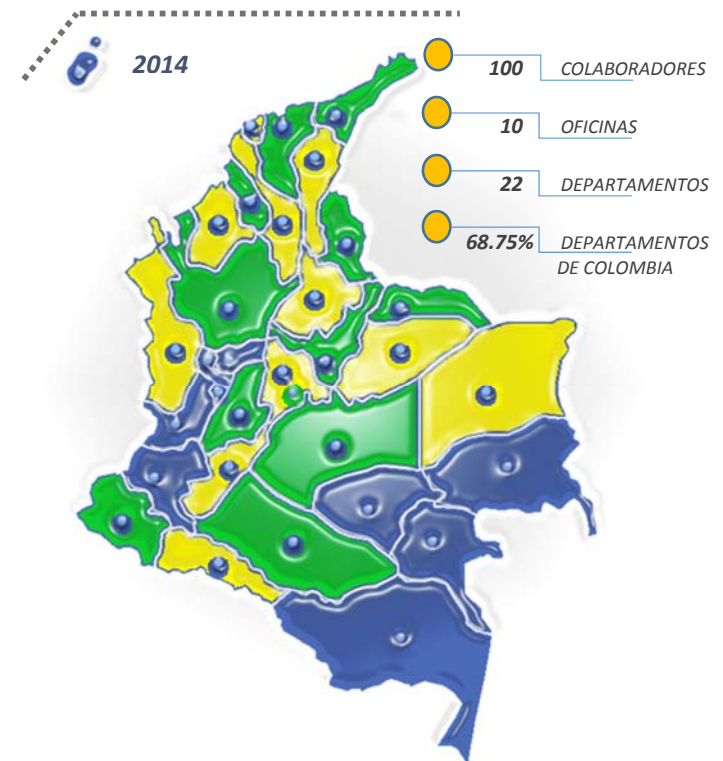 2014
100 COLABORADORES
10 OFICINAS
22 DEPARTAMENTOS
68.75% DEPARTAMENTOS
DE COLOMBIA